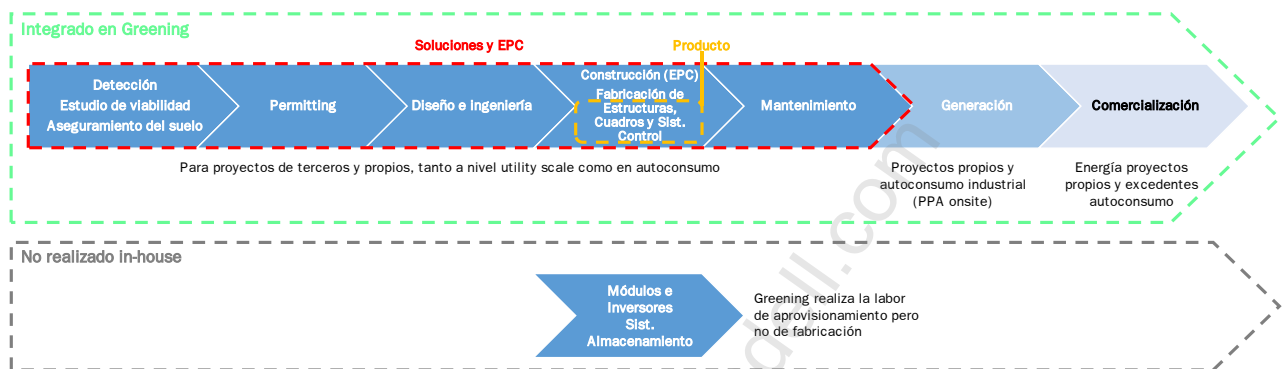 Integrado en Greening
Soluciones y EPC
Producto
Detección
Estudio de viabilidad
Aseguramiento del suelo
Permitting
Diseño e ingeniería
Construcción (EPC)
Fabricación de
Estructuras,
Cuadros y Sist.
Control
Mantenimiento
Generación
Comercialización
Para proyectos de terceros y propios, tanto a nivel utility scale como en autoconsumo
Proyectos propios y
autoconsumo industrial
(PPA onsite)
Energía proyectos
propios y excedentes
autoconsumo
No realizado in-house
Módulos e
Inversores
Sist.
Almacenamiento
Greening realiza la labor
de aprovisionamiento pero
no de fabricación
dell.com